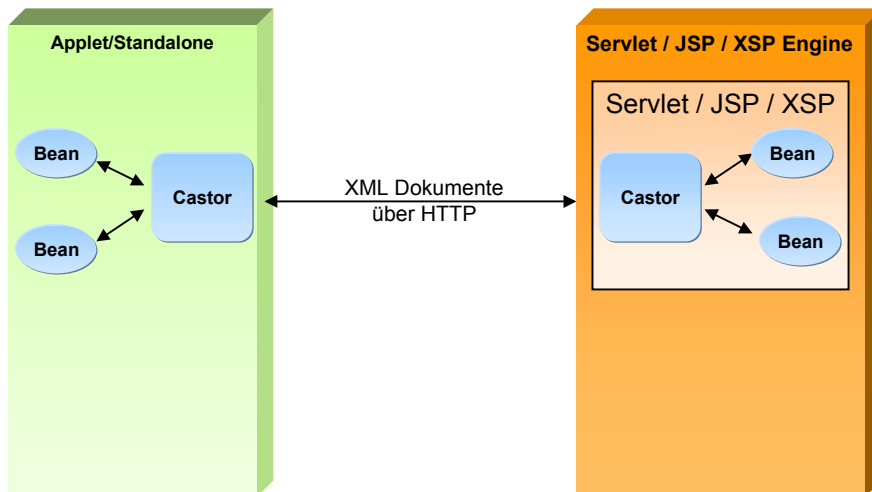 Applet/Standalone
Bean
Castor
Bean
XML Dokumente
über HTTP
Servlet / JSP / XSP Engine
Servlet / JSP / XSP
Castor
Bean
Bean